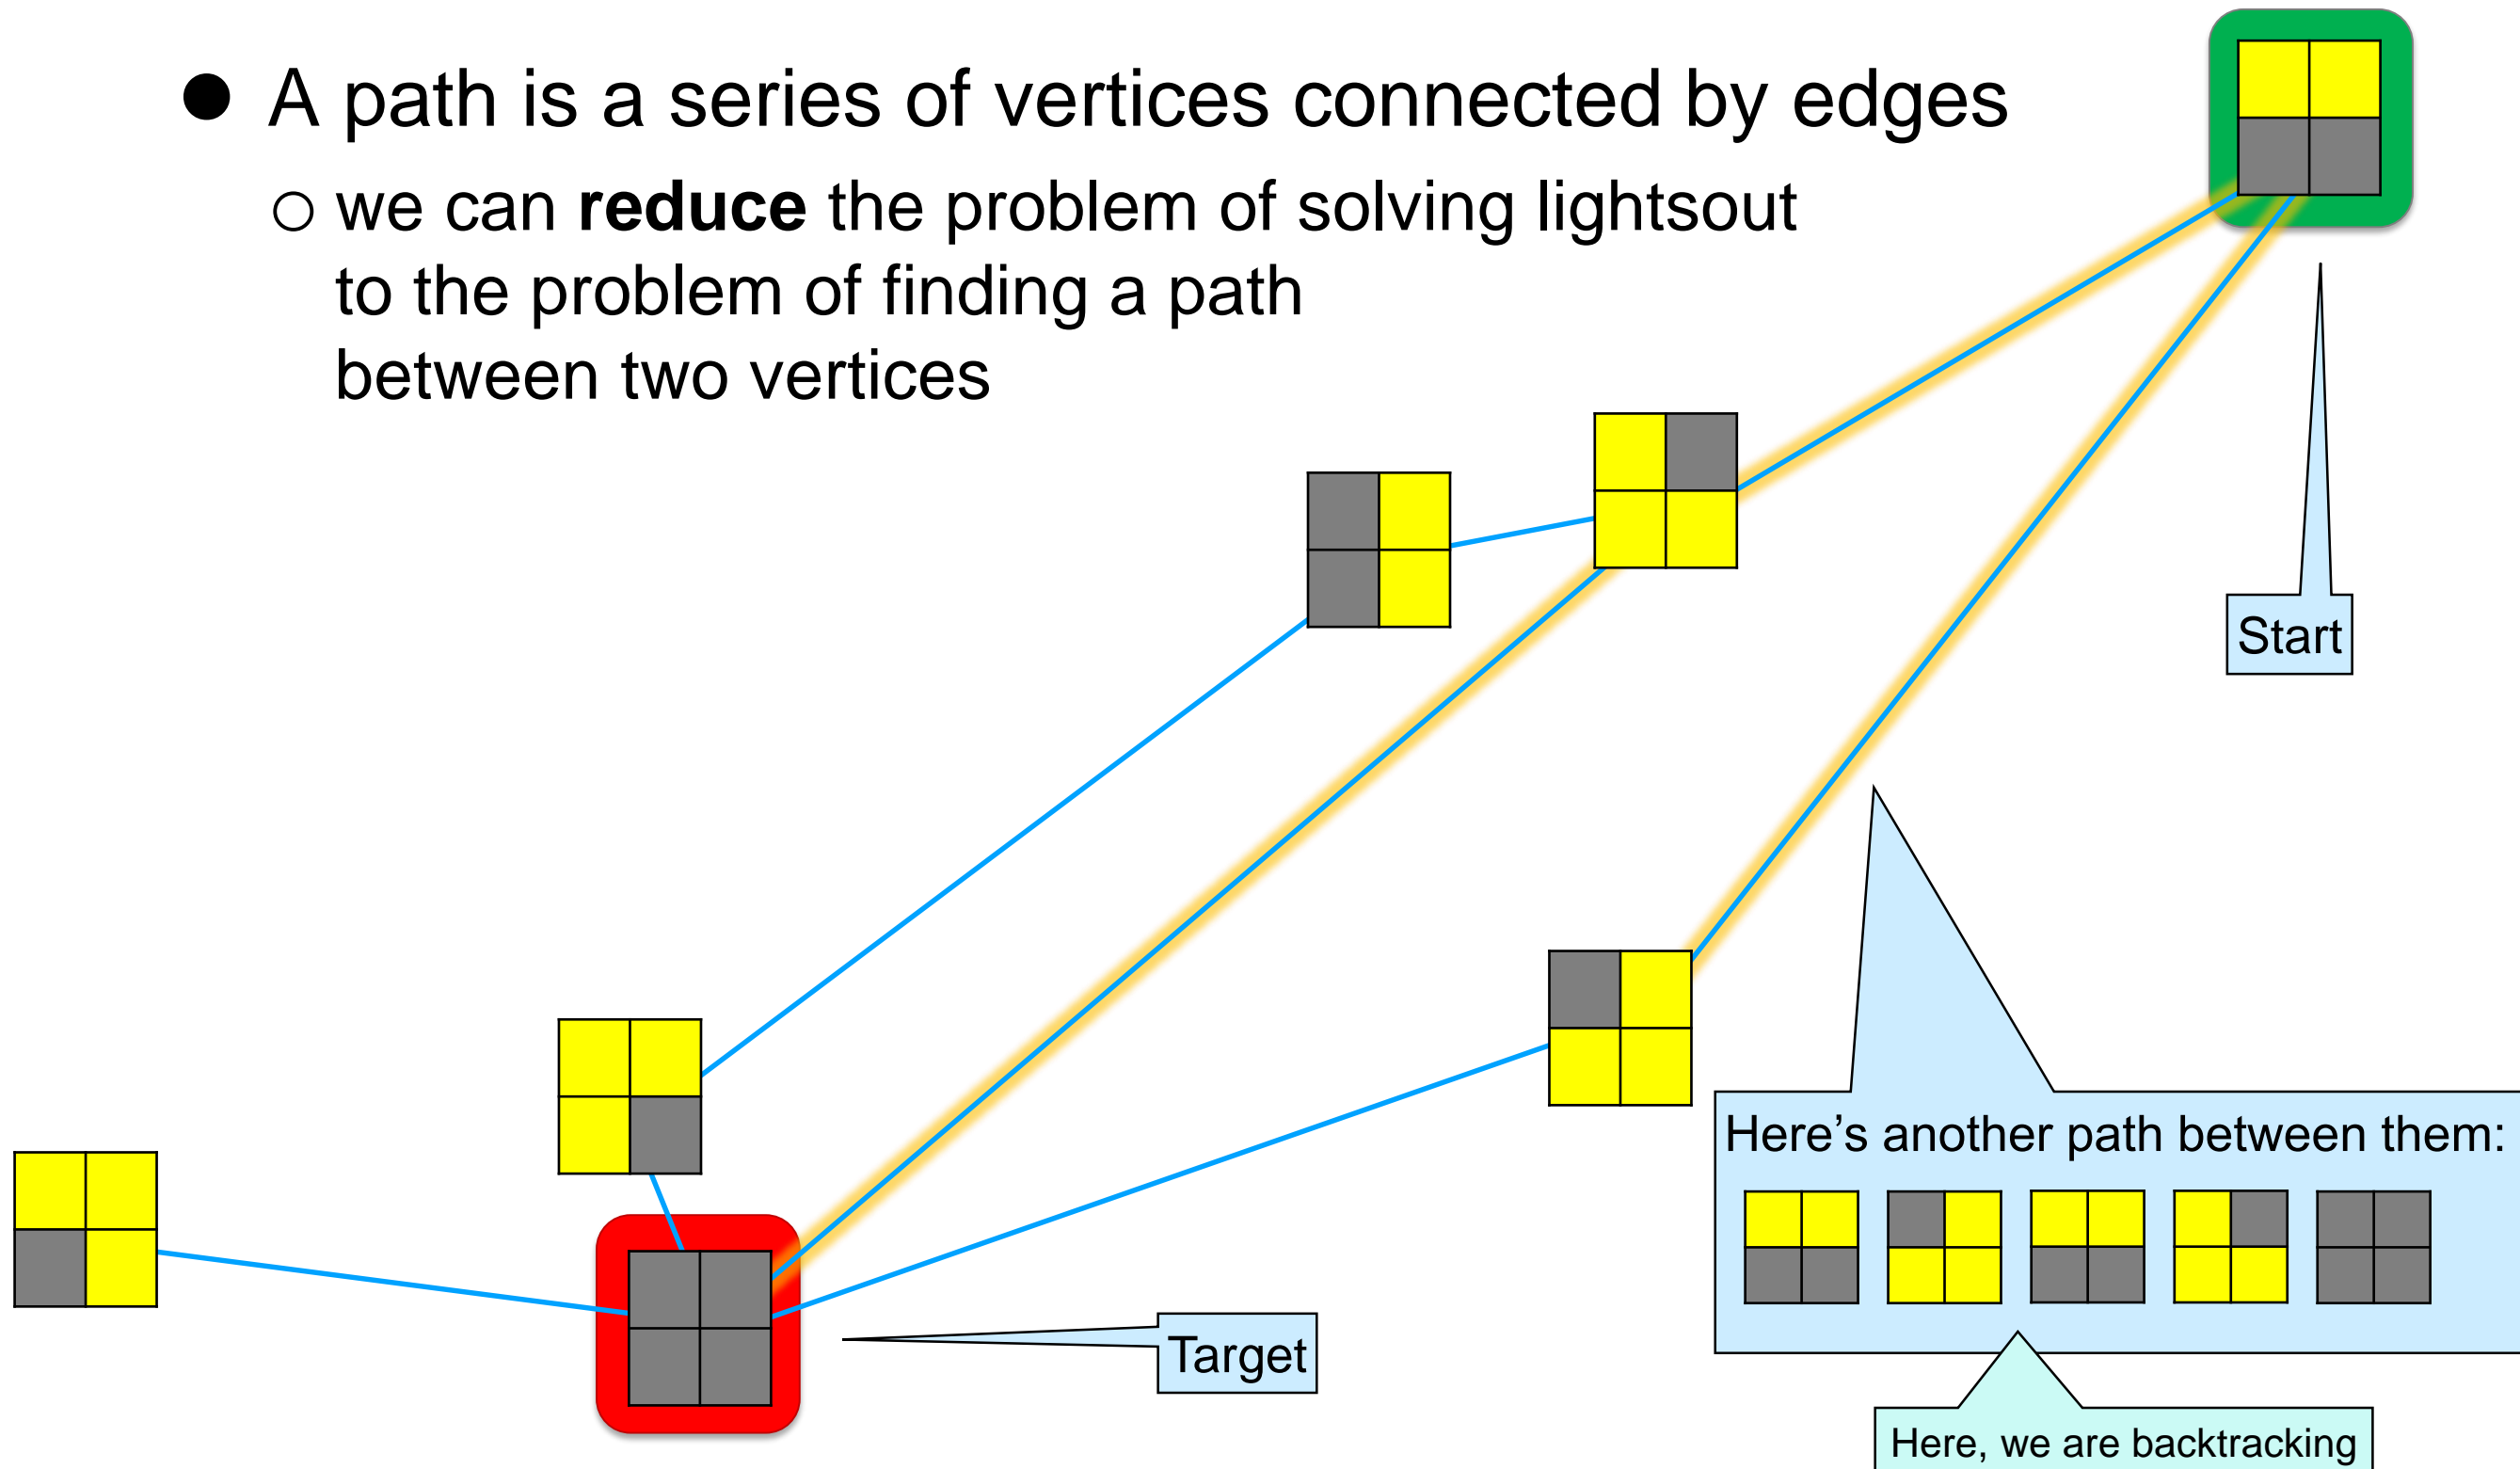 ● A path is a series of vertices connected by edges
○ we can reduce the problem of solving lightsout
to the problem of finding a path
between two vertices
Start
Here’s another path between them:
Target
Here, we are backtracking